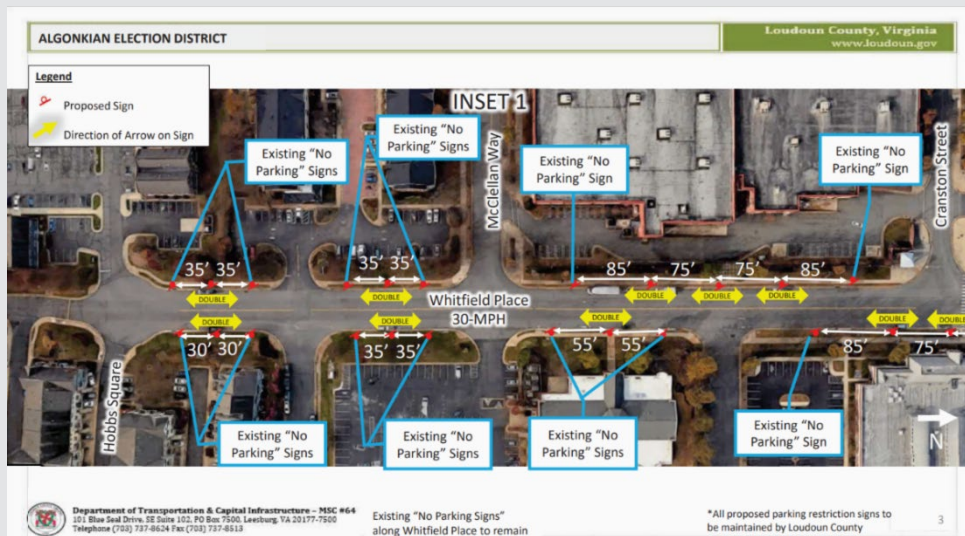 ALGONKIAN ELECTION DISTRICT
Loudoun County, Virginia
www.loudoun.gov
Legend
Proposed Sign
Direction of Arrow on Sign
INSET 1
Existing “No
Parking” Signs
Existing “No
Parking” Signs
McClellan Way
Existing “No
Parking” Sign
Existing “No
Parking” Sign
Cranston Street
35’ 35’
35’ 35’
85’ 75’ 75’ 85’
DOUBLE
DOUBLE
DOUBLE
DOUBLE
DOUBLE
Whitfield Place
30-MPH
DOUBLE
DOUBLE
DOUBLE
DOUBLE
DOUBLE
30’ 30’
35’ 35’
55’ 55’
85’ 75’
Hobbs Square
Existing “No
Parking” Signs
Existing “No
Parking” Signs
Existing “No
Parking” Signs
Existing “No
Parking” Sign
N
Department of Transportation & Capital Infrastructure – MSC #64
101 Blue Seal Drive, SE Suite 102, PO Box 7500, Leesburg, VA 20177-7500
Telephone (703) 737-8624 Fax (703) 737-8513
Existing “No Parking Signs”
along Whitfield Place to remain
*All proposed parking restriction signs to
be maintained by Loudoun County
3